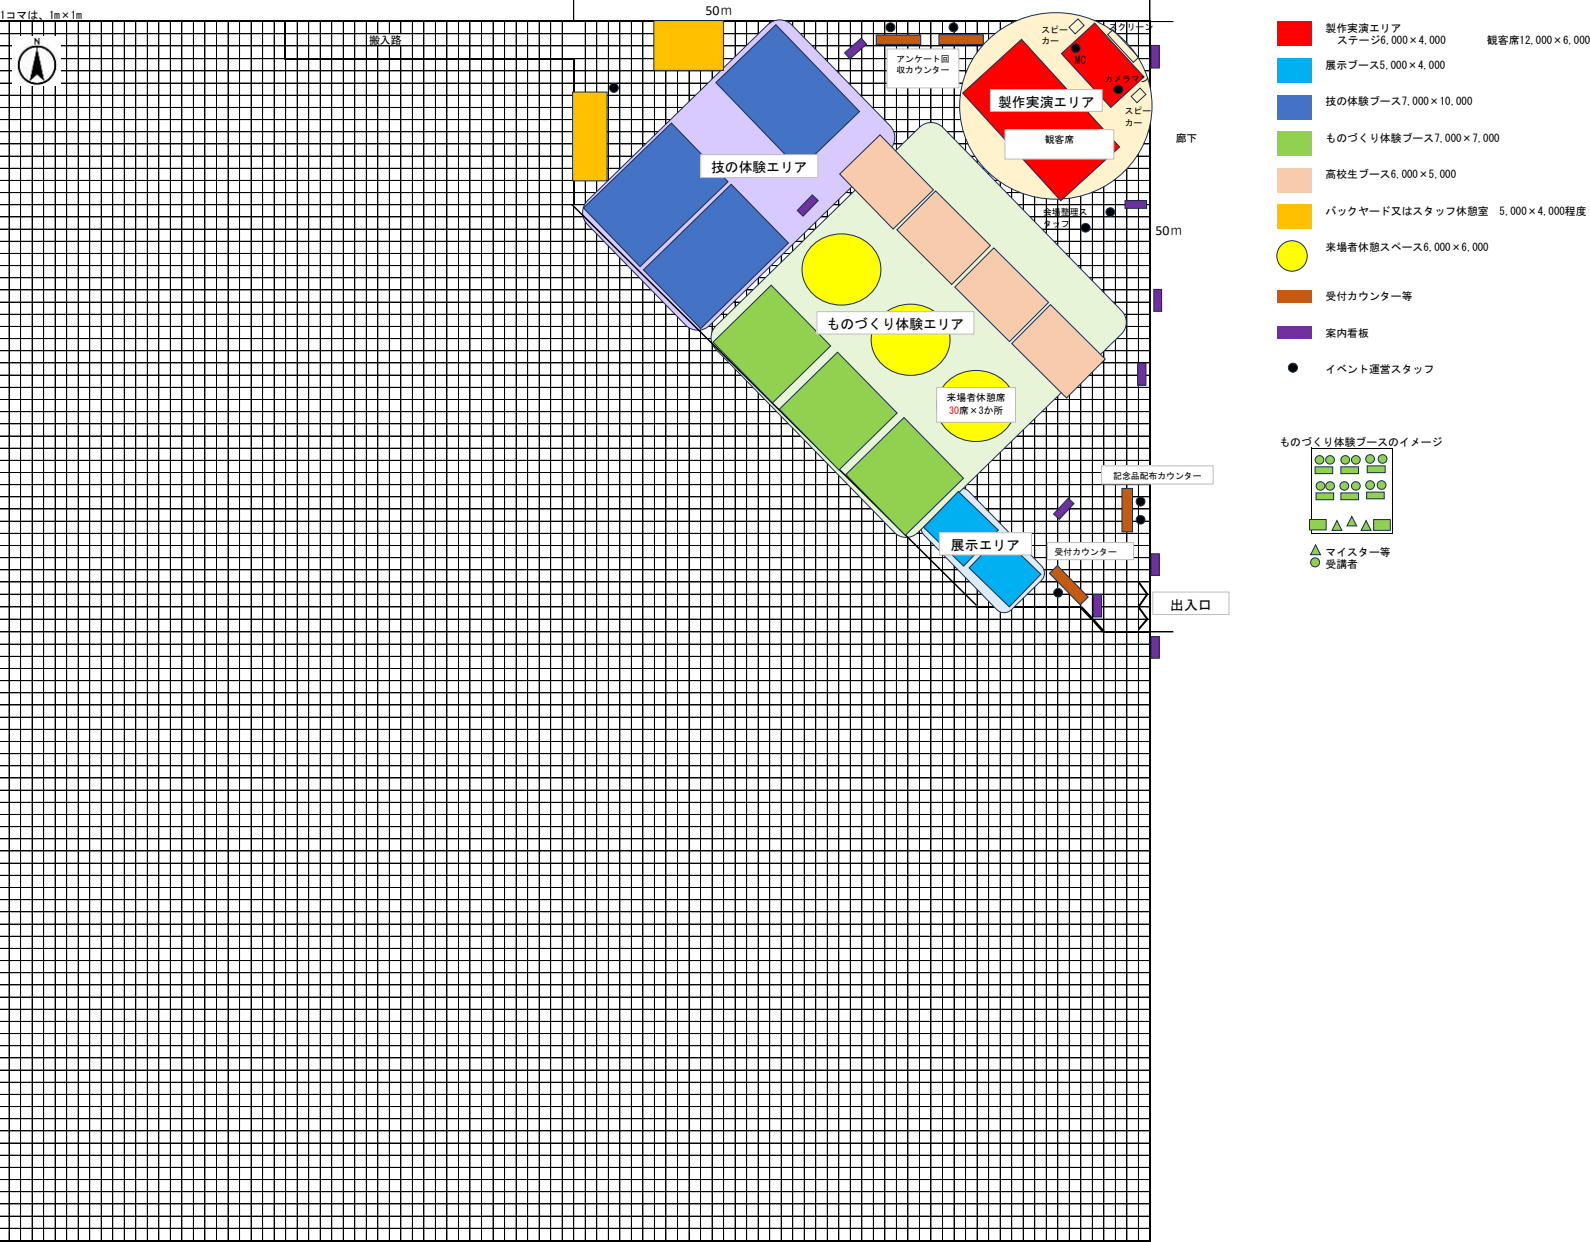 1コマは、1m×1m
N
搬入路
50m
アンケート回
収カウンター
スピー
カー
スクリーン
MC
カメラマン
スピー
カー
製作実演エリア
観客席
廊下
技の体験エリア
会場整理ス
タッフ
50m
ものづくり体験エリア
来場者休憩席
30席×3か所
記念品配布カウンター
展示エリア
受付カウンター
出入口
製作実演エリア
ステージ6,000×4,000 観客席12,000×6,000
展示ブース5,000×4,000
技の体験ブース7,000×10,000
ものづくり体験ブース7,000×7,000
高校生ブース6,000×5,000
バックヤード又はスタッフ休憩室 5,000×4,000程度
来場者休憩スペース6,000×6,000
受付カウンター等
案内看板
イベント運営スタッフ
ものづくり体験ブースのイメージ
マイスター等
受講者